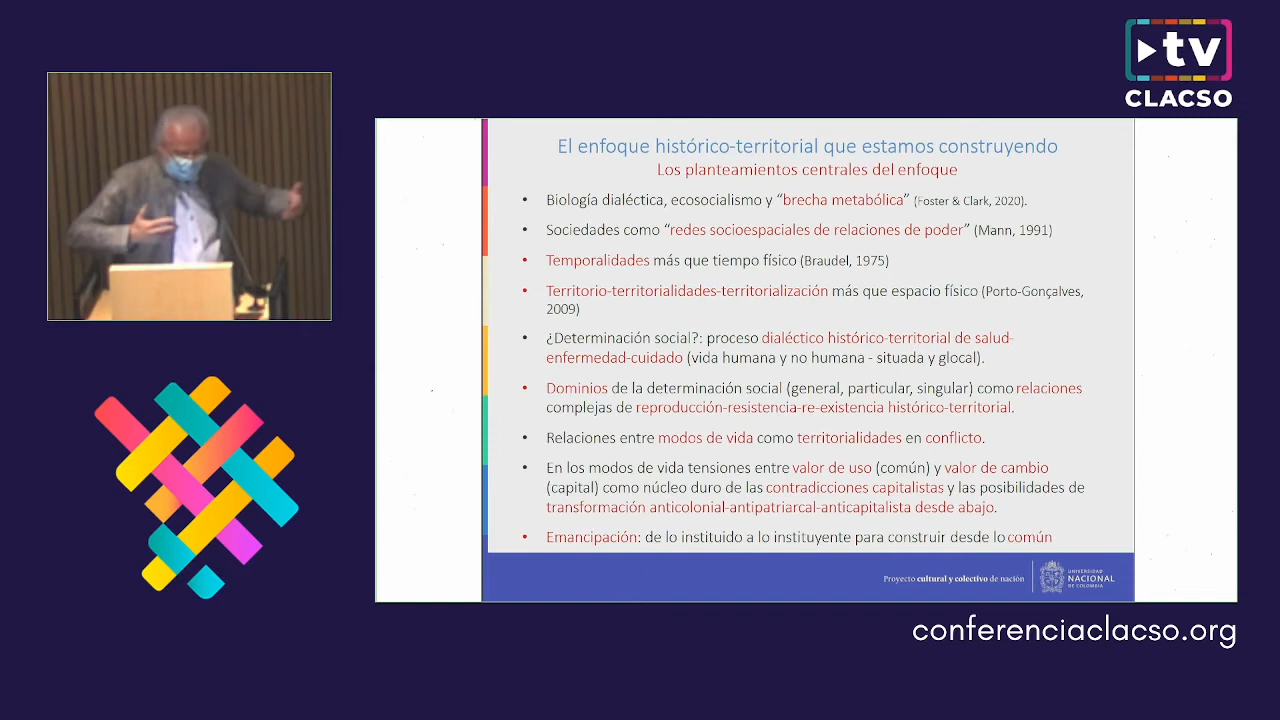 tv
CLACSO
El enfoque histórico-territorial que estamos construyendo
Los planteamientos centrales del enfoque
• Biología dialéctica, ecosocialismo y “brecha metabólica” (Foster & Clark, 2020).
• Sociedades como “redes socioespaciales de relaciones de poder” (Mann, 1991)
• Temporalidades más que tiempo físico (Braudel, 1975)
• Territorio-territorialidades-territorialización más que espacio físico (Porto-Gonçalves,
2009)
• ¿Determinación social?: proceso dialéctico histórico-territorial de salud-
enfermedad-cuidado (vida humana y no humana - situada y glocal).
• Dominios de la determinación social (general, particular, singular) como relaciones
complejas de reproducción-resistencia-re-existencia histórico-territorial.
• Relaciones entre modos de vida como territorialidades en conflicto.
• En los modos de vida tensiones entre valor de uso (común) y valor de cambio
(capital) como núcleo duro de las contradicciones capitalistas y las posibilidades de
transformación anticolonial-antipatriarcal-anticapitalista desde abajo.
• Emancipación: de lo instituido a lo instituyente para construir desde lo común
Proyecto cultural y colectivo de nación
UNIVERSIDAD
NACIONAL
DE COLOMBIA
conferenciaclacso.org